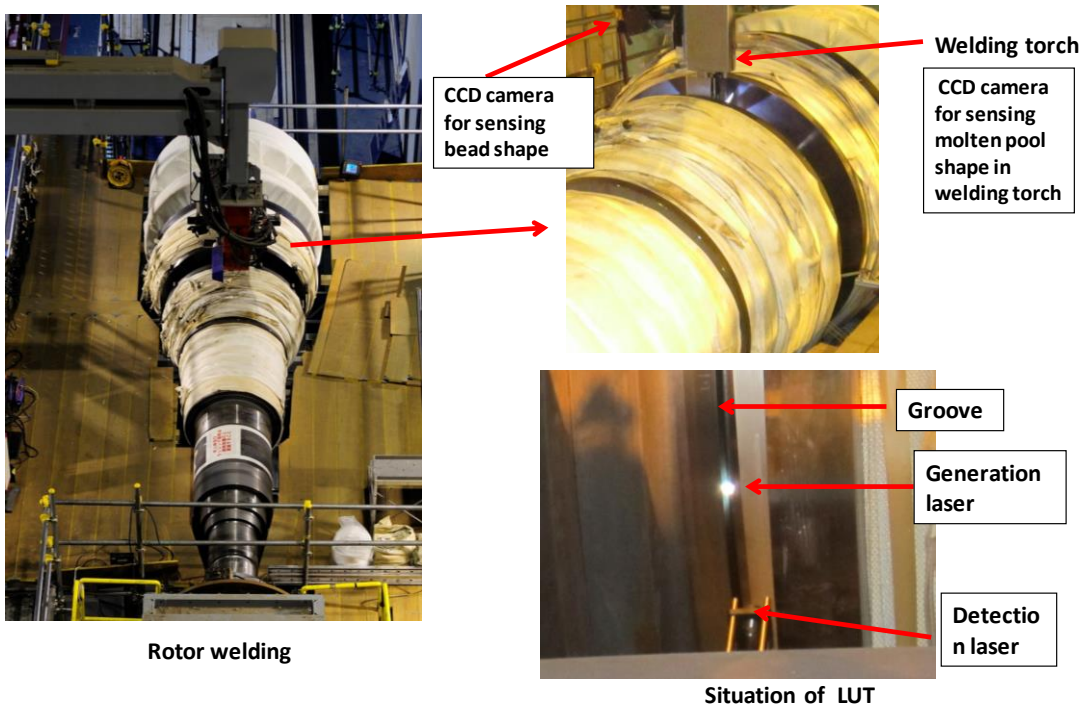 CCD camera
for sensing
bead shape
Welding torch
CCD camera
for sensing
molten pool
shape in
welding torch
Groove
Generation
laser
Detectio
n laser
Rotor welding
Situation of LUT